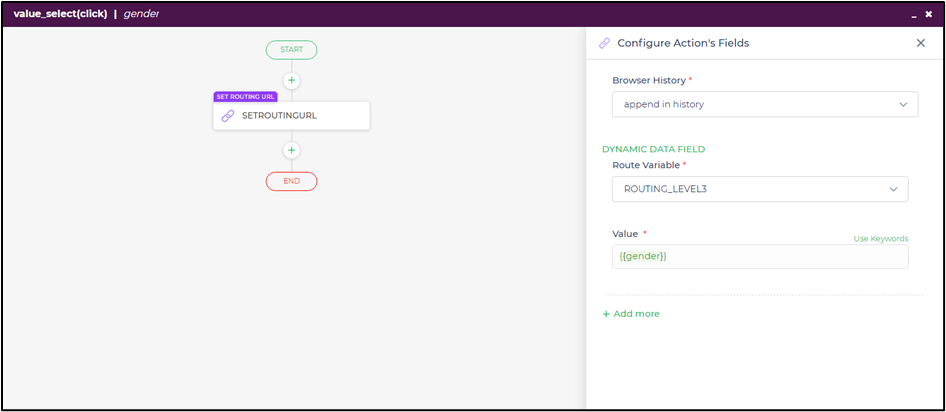 value_select(click) | gender
START
+
SET ROUTING URL
SETROUTINGURL
+
END
Configure Action's Fields
Browser History *
append in history
DYNAMIC DATA FIELD
Route Variable *
ROUTING_LEVEL3
Value *
Use Keywords
{{gender}}
+ Add more